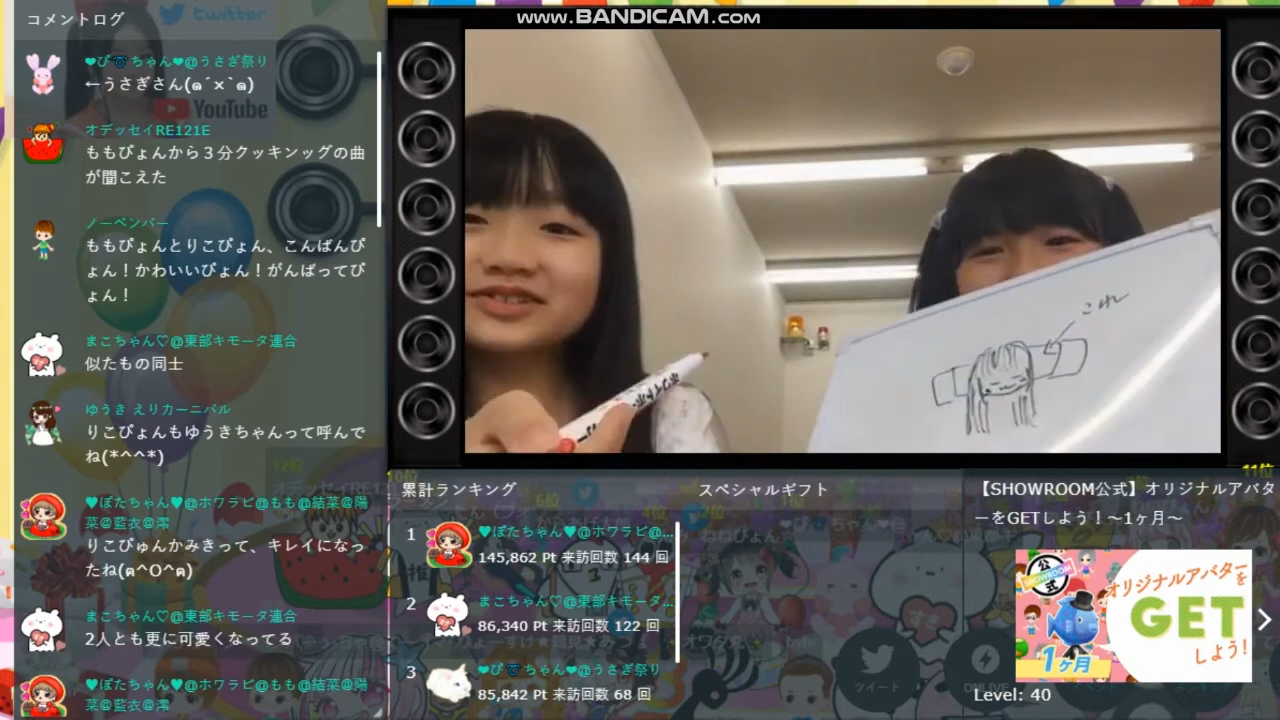 コメントログ
twitter
www.BANDICAM.com
❤ぴ➰ちゃん❤@うさぎ祭り
←うさぎさん(๑´×`๑)
YouTube
オデッセイRE121E
ももぴょんから３分クッキンッグの曲
が聞こえた
ノーベンバー
ももぴょんとりこぴょん、こんばんぴ
ょん！かわいいぴょん！がんばってぴ
ょん！
まこちゃん♡@東部キモータ連合
似たもの同士
ゆうき えりカーニバル
りこぴょんもゆうきちゃんって呼んで
ね(*^^*)
♥ぽたちゃん♥@ホワラビ@もも@結菜@陽
菜@藍衣@澪
りこぴゅんかみきって、キレイになっ
たね(ฅ^O^ฅ)
まこちゃん♡@東部キモータ連合
2人とも更に可愛くなってる
♥ぽたちゃん♥@ホワラビ@もも@結菜@陽
菜@藍衣@澪
これ
累計ランキング
1
♥ぽたちゃん♥@ホワラビ@...
145,862 Pt 来訪回数 144 回
2
まこちゃん♡@東部キモータ...
86,340 Pt 来訪回数 122 回
3
❤ぴ➰ちゃん❤@うさぎ祭り
85,842 Pt 来訪回数 68 回
スペシャルギフト
ツイート
11位
【SHOWROOM公式】オリジナルアバタ
ーをGETしよう！～1ヶ月～
SHOWROOM
公式
オリジナルアバターを
GET
しよう!
1ヶ月
Level: 40